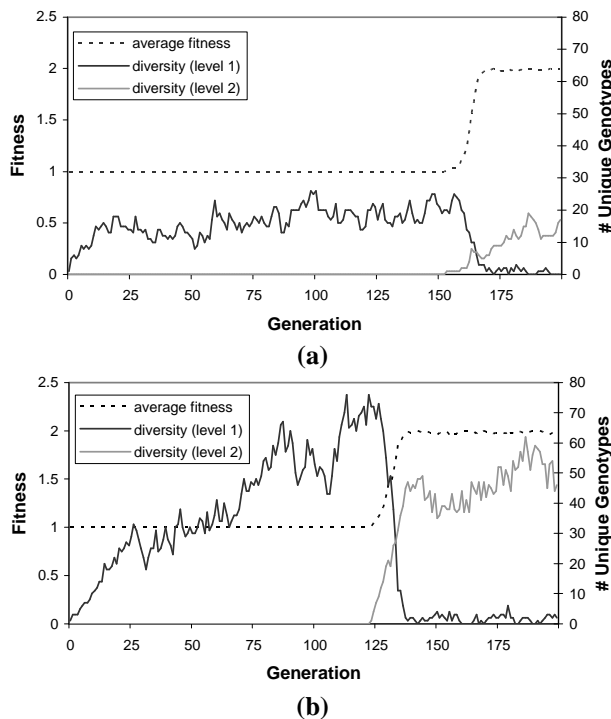 2.5
2
1.5
1
0.5
0
Fitness
average fitness
diversity (level 1)
diversity (level 2)
80
70
60
50
40
30
20
10
0
# Unique Genotypes
0 25 50 75 100 125 150 175
Generation
(a)
2.5
2
1.5
1
0.5
0
Fitness
average fitness
diversity (level 1)
diversity (level 2)
80
70
60
50
40
30
20
10
0
# Unique Genotypes
0 25 50 75 100 125 150 175
Generation
(b)